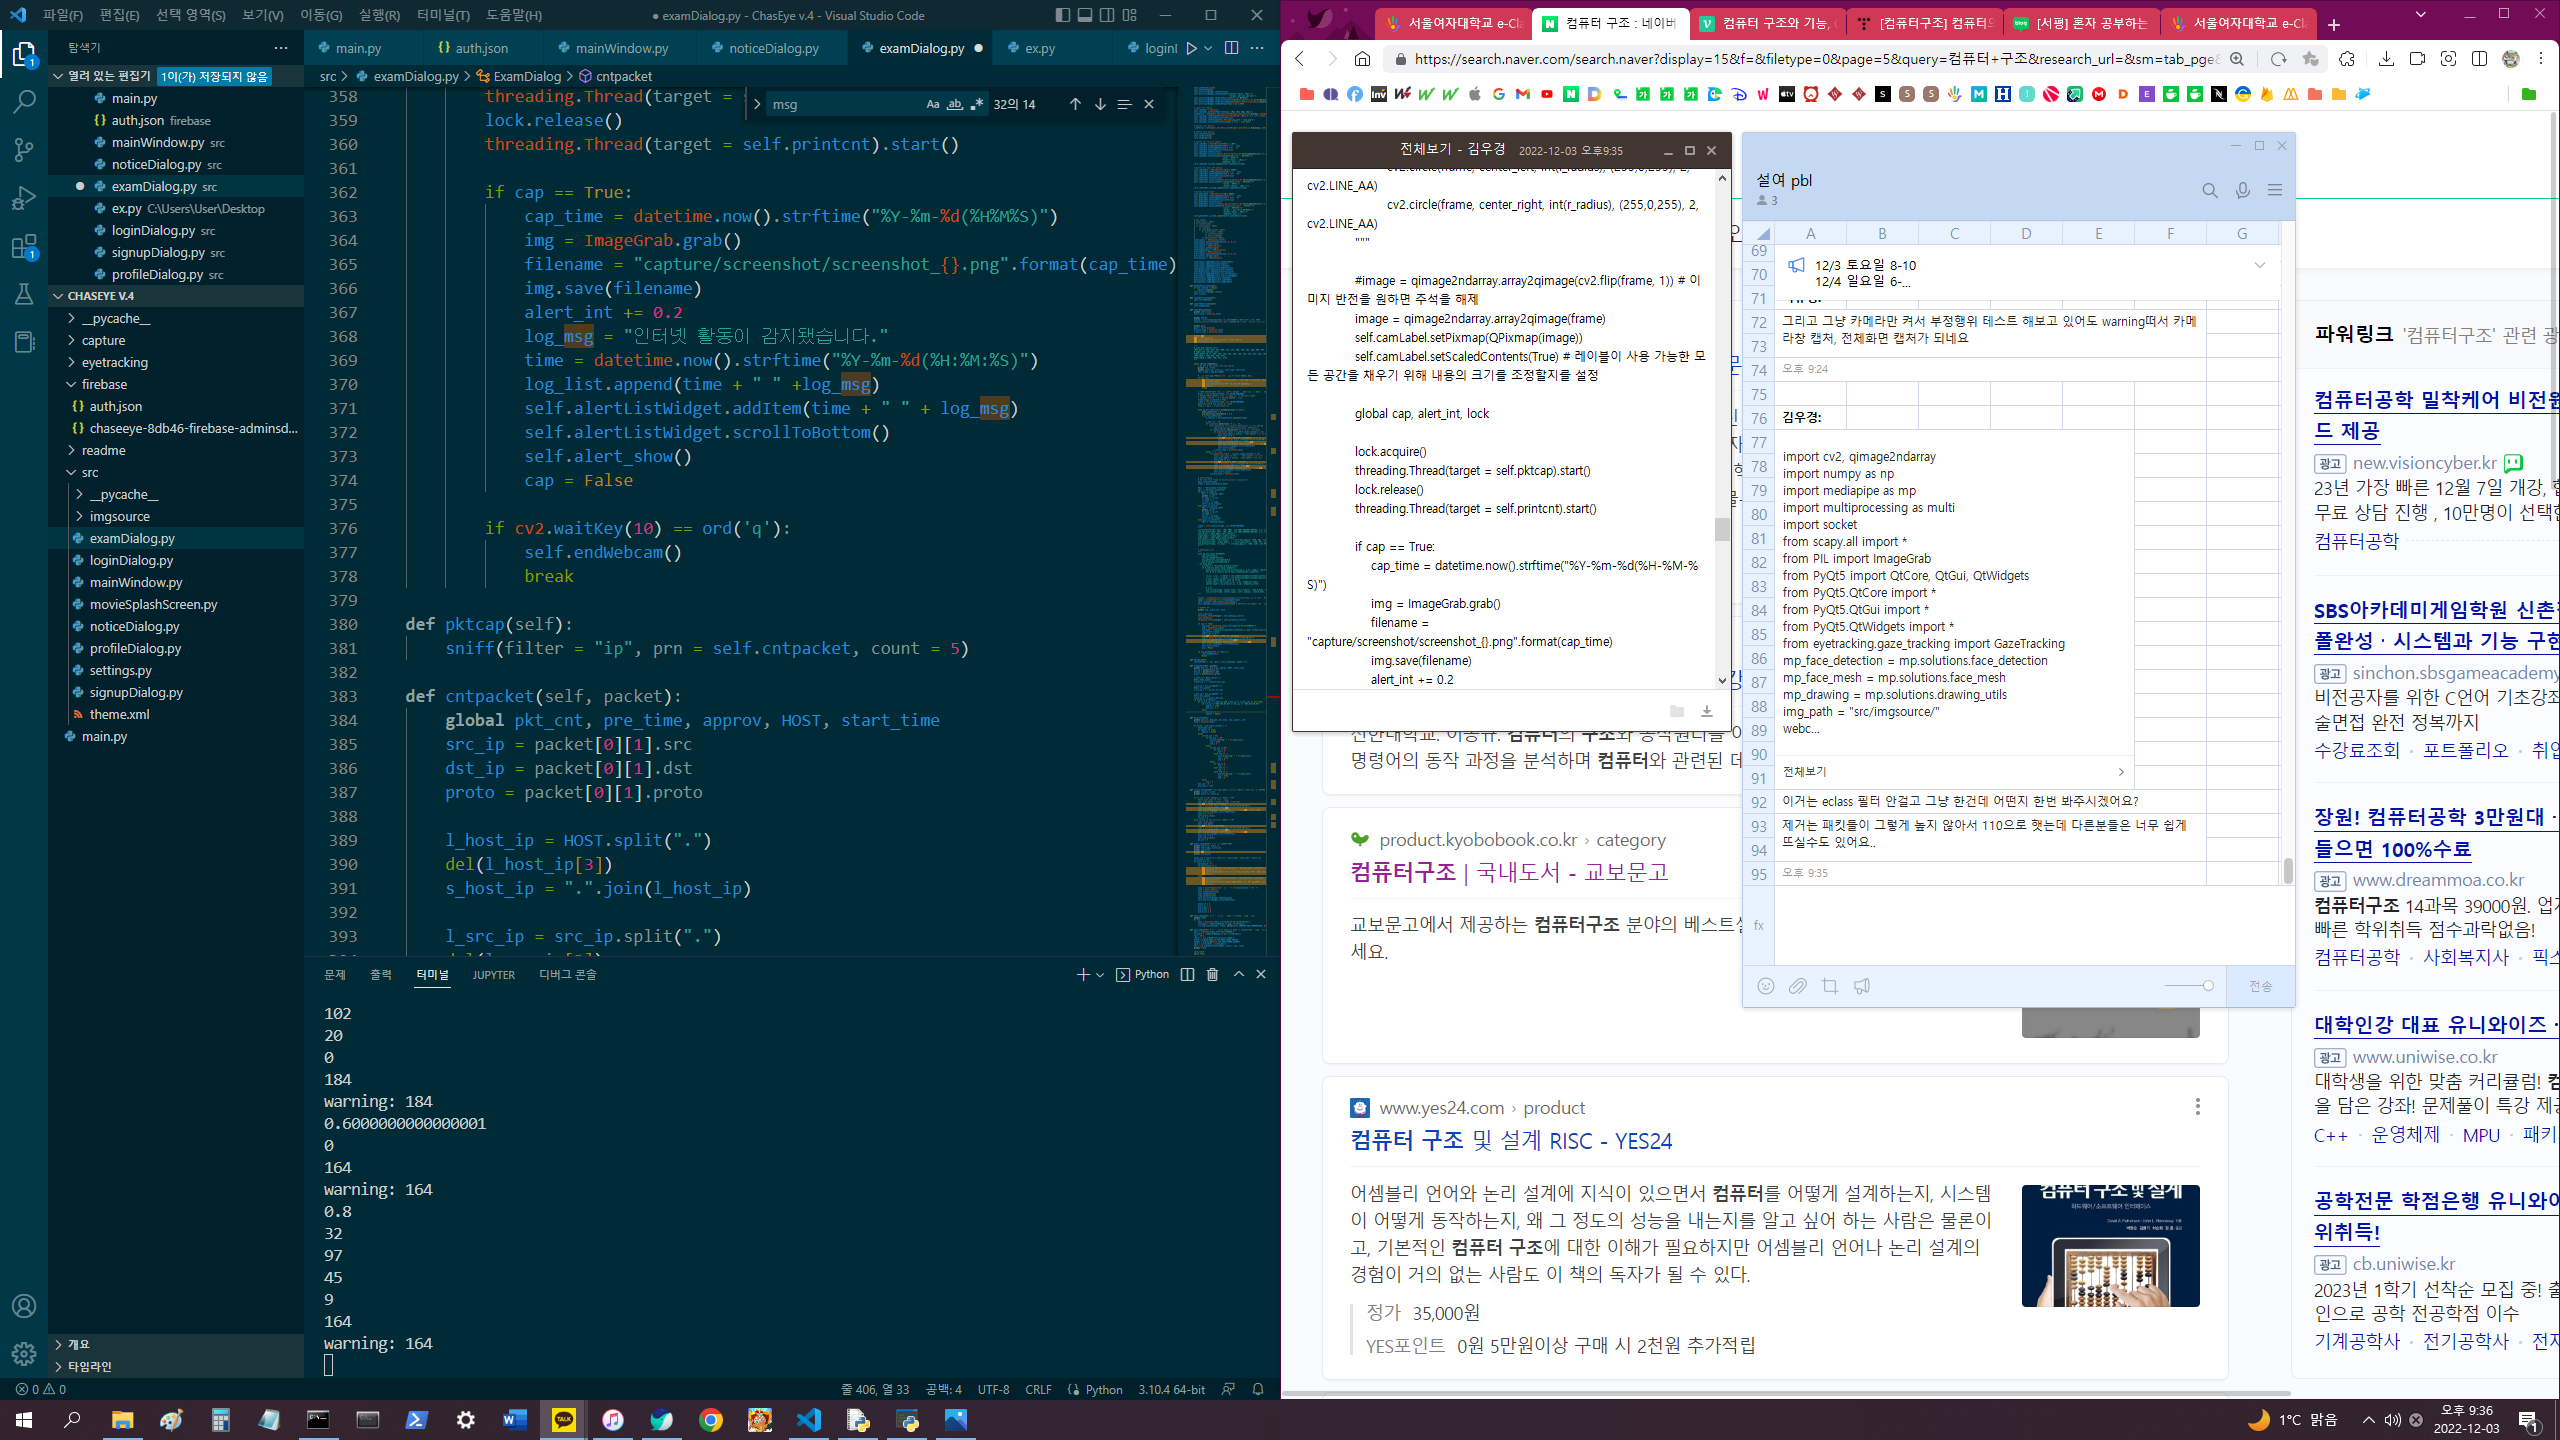 파일(F) 편집(E) 선택 영역(S) 보기(V) 이동(G) 실행(R) 터미널(T) 도움말(H)
● examDialog.py - ChasEye v.4 - Visual Studio Code
탐색기
열려 있는 편집기 1이(가) 저장되지 않음
main.py
auth.json firebase
mainWindow.py src
noticeDialog.py src
examDialog.py src
ex.py C:\Users\User\Desktop
loginDialog.py src
signupDialog.py src
profileDialog.py src
CHASEYE V.4
__pycache__
capture
eyetracking
firebase
auth.json
chaseeye-8db46-firebase-adminsd...
readme
src
__pycache__
imgsource
examDialog.py
loginDialog.py
mainWindow.py
movieSplashScreen.py
noticeDialog.py
profileDialog.py
settings.py
signupDialog.py
theme.xml
main.py
개요
타임라인
main.py auth.json mainWindow.py noticeDialog.py examDialog.py ex.py loginl
src > examDialog.py > ExamDialog > cntpacket
msg Aa ab 32의 14
358 threading.Thread(target =
359 lock.release()
360 threading.Thread(target = self.printcnt).start()
361
362 if cap == True:
363 cap_time = datetime.now().strftime("%Y-%m-%d(%H%M%S)")
364 img = ImageGrab.grab()
365 filename = "capture/screenshot/screenshot_{}.png".format(cap_time)
366 img.save(filename)
367 alert_int += 0.2
368 log_msg = "인터넷 활동이 감지됐습니다."
369 time = datetime.now().strftime("%Y-%m-%d(%H:%M:%S)")
370 log_list.append(time + " " +log_msg)
371 self.alertListWidget.addItem(time + " " + log_msg)
372 self.alertListWidget.scrollToBottom()
373 self.alert_show()
374 cap = False
375
376 if cv2.waitKey(10) == ord('q'):
377 self.endWebcam()
378 break
379
380 def pktcap(self):
381 sniff(filter = "ip", prn = self.cntpacket, count = 5)
382
383 def cntpacket(self, packet):
384 global pkt_cnt, pre_time, approv, HOST, start_time
385 src_ip = packet[0][1].src
386 dst_ip = packet[0][1].dst
387 proto = packet[0][1].proto
388
389 l_host_ip = HOST.split(".")
390 del(l_host_ip[3])
391 s_host_ip = ".".join(l_host_ip)
392
393 l_src_ip = src_ip.split(".")
문제 출력 터미널 JUPYTER 디버그 콘솔
Python
102
20
0
184
warning: 184
0.6000000000000001
0
164
warning: 164
0.8
32
97
45
9
164
warning: 164
0 0
줄 406, 열 33 공백: 4 UTF-8 CRLF Python 3.10.4 64-bit
서울여자대학교 e-Cla 컴퓨터 구조 : 네이버 컴퓨터 구조와 기능, [컴퓨터구조] 컴퓨터의 [서평] 혼자 공부하는 서울여자대학교 e-Cla
https://search.naver.com/search.naver?display=15&f=&filetype=0&page=5&query=컴퓨터+구조&research_url=&sm=tab_pge&
전체보기 - 김우경 2022-12-03 오후9:35
cv2.circle(frame, center_left, int(l_radius), (255,0,255), 2,
cv2.LINE_AA)
cv2.circle(frame, center_right, int(r_radius), (255,0,255), 2,
cv2.LINE_AA)
"""
#image = qimage2ndarray.array2qimage(cv2.flip(frame, 1)) # 이
미지 반전을 원하면 주석을 해제
image = qimage2ndarray.array2qimage(frame)
self.camLabel.setPixmap(QPixmap(image))
self.camLabel.setScaledContents(True) # 레이블이 사용 가능한 모
든 공간을 채우기 위해 내용의 크기를 조정할지를 설정
global cap, alert_int, lock
lock.acquire()
threading.Thread(target = self.pktcap).start()
lock.release()
threading.Thread(target = self.printcnt).start()
if cap == True:
cap_time = datetime.now().strftime("%Y-%m-%d(%H-%M-%
S)")
img = ImageGrab.grab()
filename =
"capture/screenshot/screenshot_{}.png".format(cap_time)
img.save(filename)
alert_int += 0.2
설여 pbl
3
A B C D E F G
69
70
71
72
73
74
75
76
77
78
79
80
81
82
83
84
85
86
87
88
89
90
91
92
93
94
95
12/3 토요일 8-10
12/4 일요일 6-...
그리고 그냥 카메라만 켜서 부정행위 테스트 해보고 있어도 warning떠서 카메
라창 캡처, 전체화면 캡처가 되네요
오후 9:24
김우경:
import cv2, qimage2ndarray
import numpy as np
import mediapipe as mp
import multiprocessing as multi
import socket
from scapy.all import *
from PIL import ImageGrab
from PyQt5 import QtCore, QtGui, QtWidgets
from PyQt5.QtCore import *
from PyQt5.QtGui import *
from PyQt5.QtWidgets import *
from eyetracking.gaze_tracking import GazeTracking
mp_face_detection = mp.solutions.face_detection
mp_face_mesh = mp.solutions.face_mesh
mp_drawing = mp.solutions.drawing_utils
img_path = "src/imgsource/"
webc...
전체보기
이거는 eclass 필터 안걸고 그냥 한건데 어떤지 한번 봐주시겠어요?
제거는 패킷들이 그렇게 높지 않아서 110으로 햇는데 다른분들은 너무 쉽게
뜨실수도 있어요..
오후 9:35
fx
전송
명령어의 동작 과정을 분석하며 컴퓨터와 관련된 데
product.kyobobook.co.kr › category
컴퓨터구조 | 국내도서 - 교보문고
교보문고에서 제공하는 컴퓨터구조 분야의 베스트
세요.
www.yes24.com › product
컴퓨터 구조 및 설계 RISC - YES24
어셈블리 언어와 논리 설계에 지식이 있으면서 컴퓨터를 어떻게 설계하는지, 시스템
이 어떻게 동작하는지, 왜 그 정도의 성능을 내는지를 알고 싶어 하는 사람은 물론이
고, 기본적인 컴퓨터 구조에 대한 이해가 필요하지만 어셈블리 언어나 논리 설계의
경험이 거의 없는 사람도 이 책의 독자가 될 수 있다.
정가 35,000원
YES포인트 0원 5만원이상 구매 시 2천원 추가적립
컴퓨터 구조 및 설계
파워링크 '컴퓨터구조' 관련 광
컴퓨터공학 밀착케어 비전원
드 제공
광고 new.visioncyber.kr
23년 가장 빠른 12월 7일 개강,
무료 상담 진행 , 10만명이 선택한
컴퓨터공학
SBS아카데미게임학원 신촌
폴완성 · 시스템과 기능 구현
광고 sinchon.sbsgameacademy
비전공자를 위한 C언어 기초강좌
술면접 완전 정복까지
수강료조회 · 포트폴리오 · 취업
장원! 컴퓨터공학 3만원대 ·
들으면 100%수료
광고 www.dreammoa.co.kr
컴퓨터구조 14과목 39000원. 업
빠른 학위취득 점수과락없음!
컴퓨터공학 · 사회복지사 · 픽스
대학인강 대표 유니와이즈 ·
광고 www.uniwise.co.kr
대학생을 위한 맞춤 커리큘럼! 컴
을 담은 강좌! 문제풀이 특강 제공
C++ · 운영체제 · MPU · 패키
공학전문 학점은행 유니와이
위취득!
광고 cb.uniwise.kr
2023년 1학기 선착순 모집 중! 출
인으로 공학 전공학점 이수
기계공학사 · 전기공학사 · 전자
1°C 맑음
오후 9:36
2022-12-03